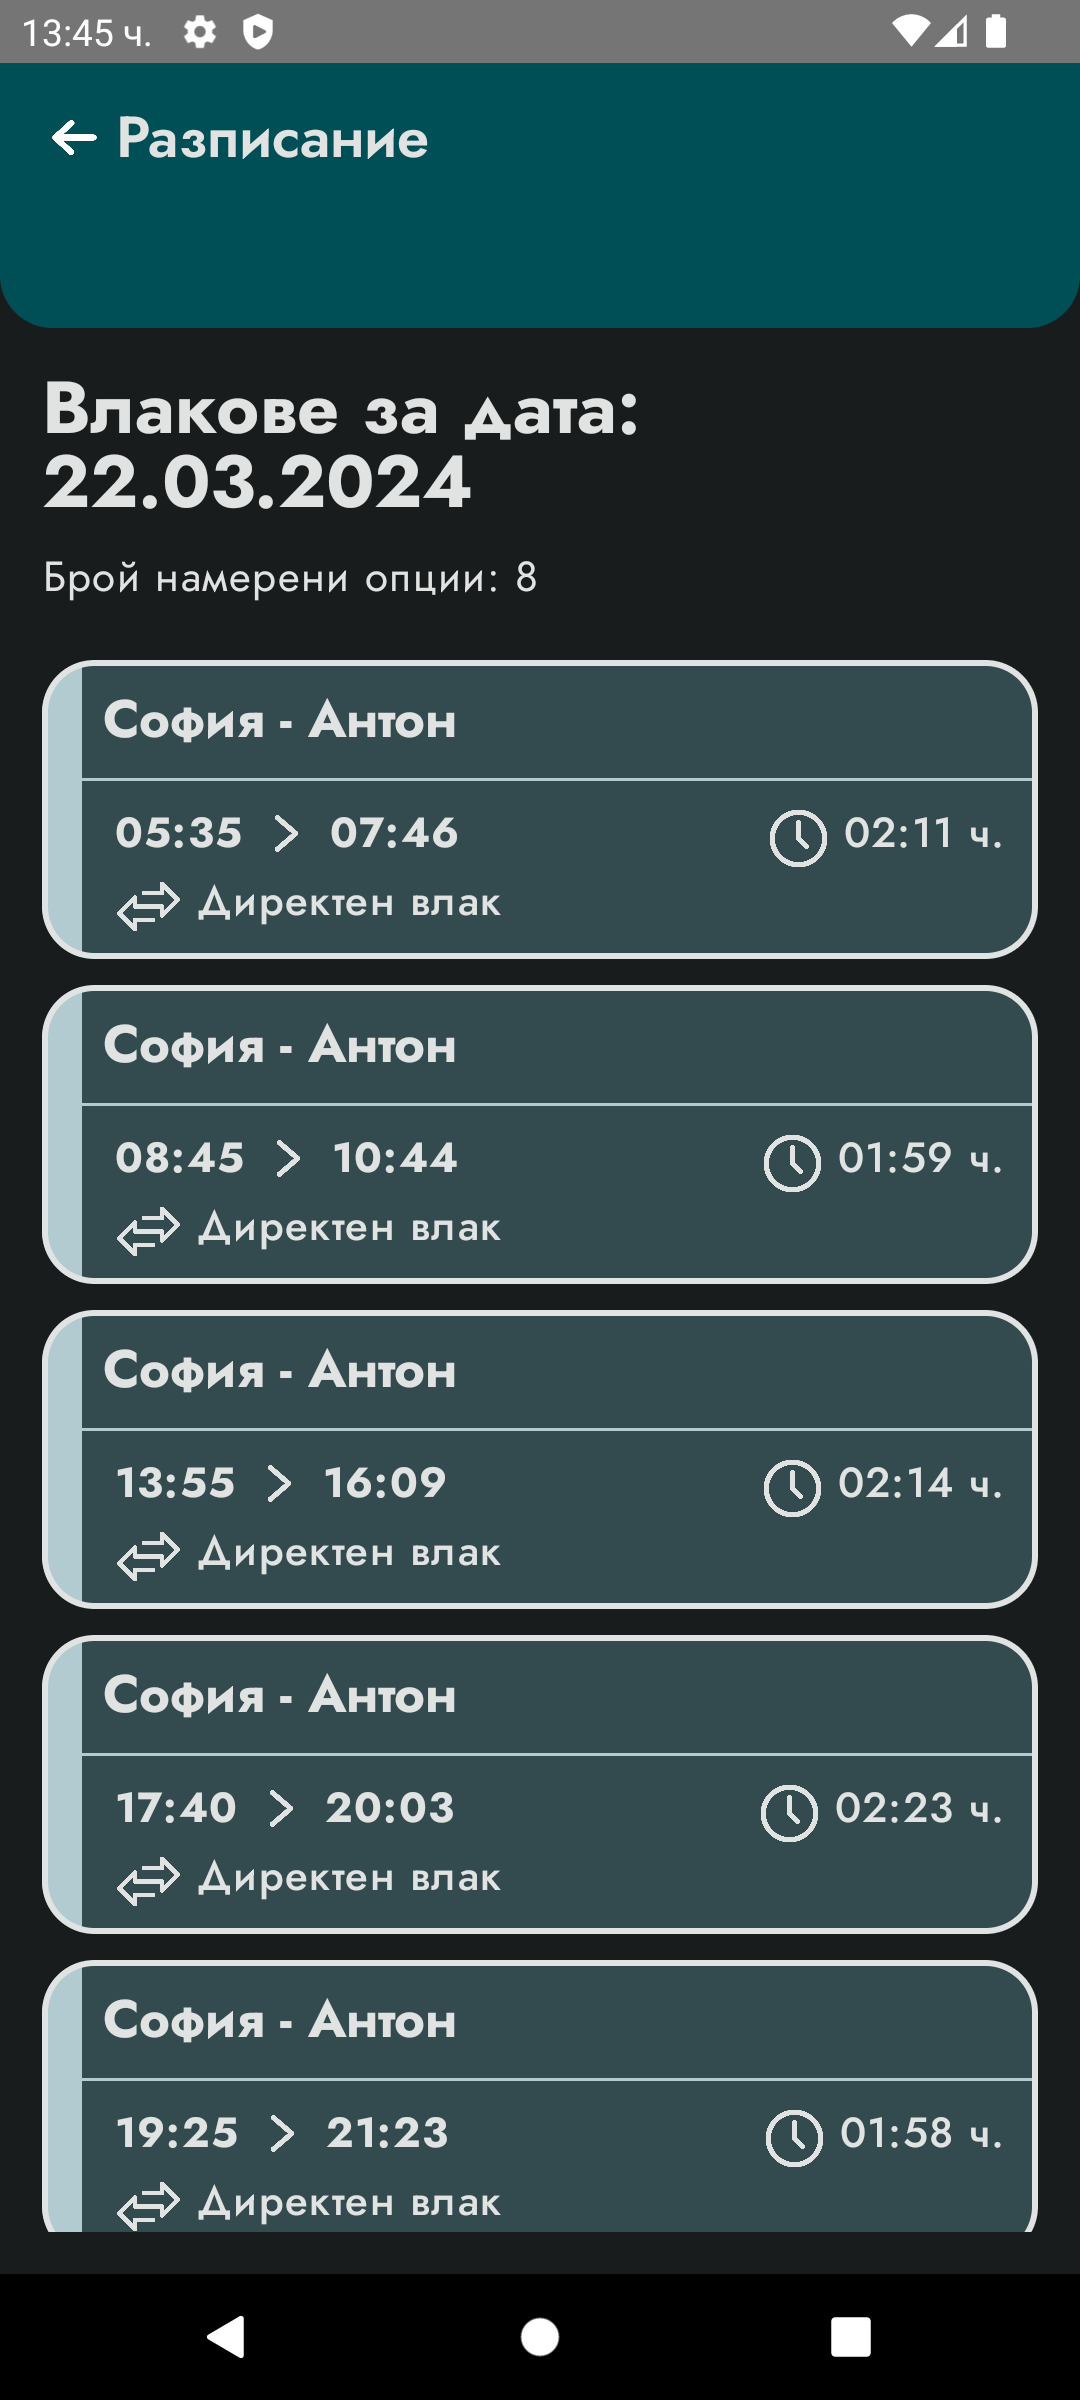 13:45 ч.
Разписание
Влакове за дата:
22.03.2024
Брой намерени опции: 8
София - Антон
05:35 07:46 02:11 ч.
Директен влак
София - Антон
08:45 10:44 01:59 ч.
Директен влак
София - Антон
13:55 16:09 02:14 ч.
Директен влак
София - Антон
17:40 20:03 02:23 ч.
Директен влак
София - Антон
19:25 21:23 01:58 ч.
Директен влак